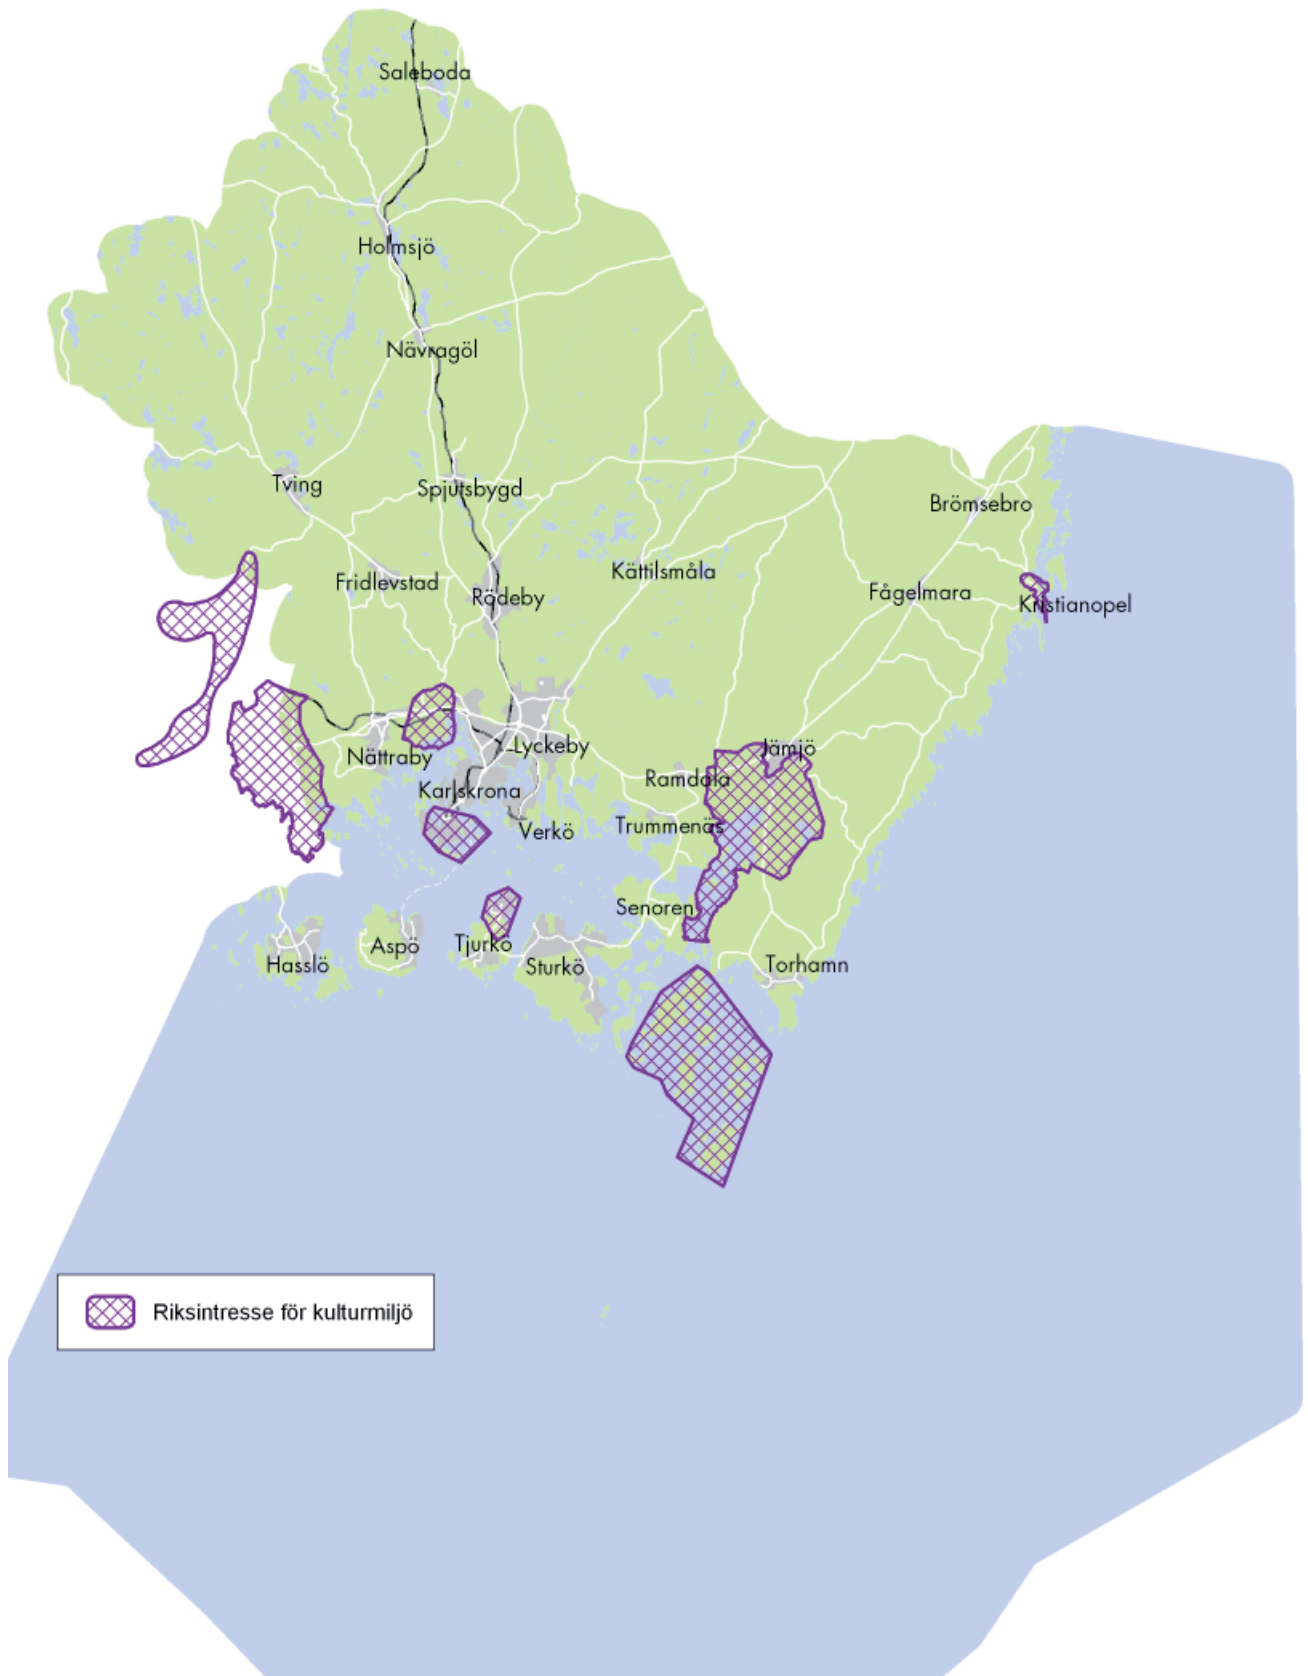 Saleboda
Holmsjö
Nävragöl
Tving
Spjutsbygd
Brömsebro
Fridlevstad
Kättilsmåla
Rödeby
Fågelmara
Kristianopel
Nättraby
Lyckeby
Jämjö
Karlskrona
Ramdala
Verkö
Trummenäs
Senoren
Hasslö
Aspö
Tjurkö
Sturkö
Torhamn
Riksintresse för kulturmiljö